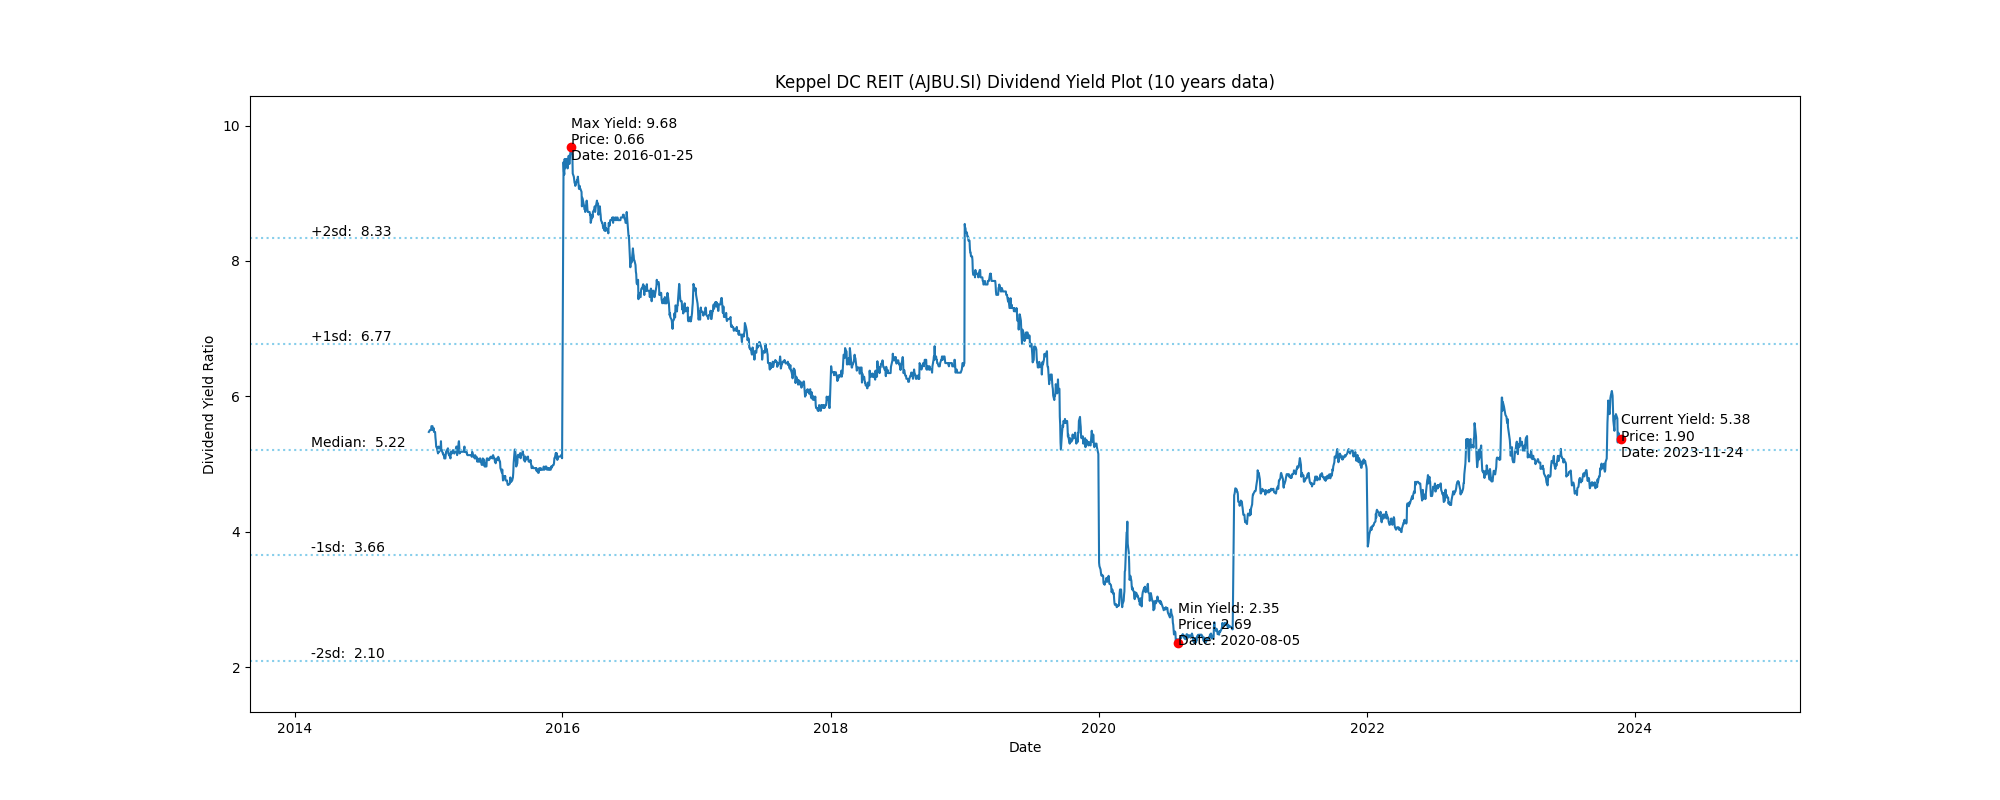 Keppel DC REIT (AJBU.SI) Dividend Yield Plot (10 years data)
10
8
6
4
2
Dividend Yield Ratio
Max Yield: 9.68
Price: 0.66
Date: 2016-01-25
+2sd:  8.33
+1sd:  6.77
Median:  5.22
-1sd:  3.66
-2sd:  2.10
Current Yield: 5.38
Price: 1.90
Date: 2023-11-24
Min Yield: 2.35
Price: 2.69
Date: 2020-08-05
2014
2016
2018
2020
2022
2024
Date